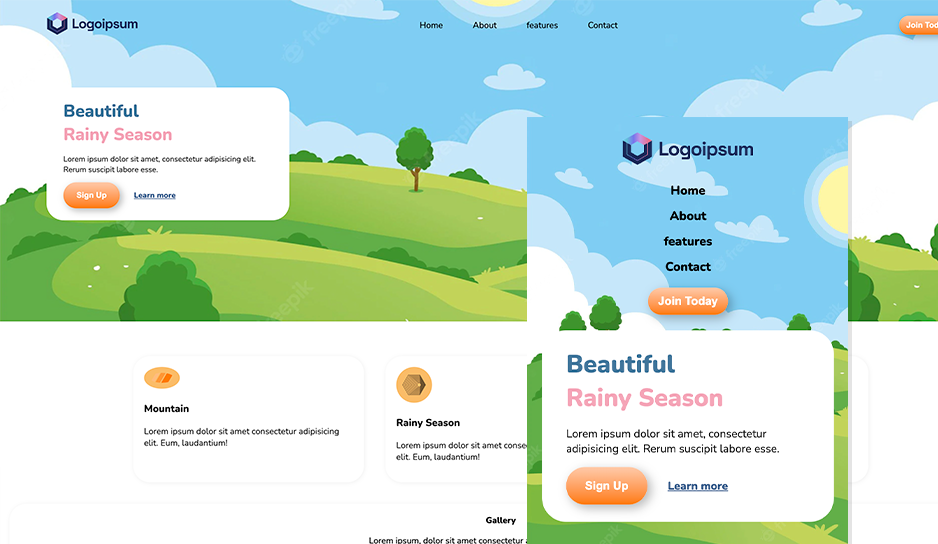 Logoipsum
Home
About
features
Contact
Join Tod
Beautiful
Rainy Season
Lorem ipsum dolor sit amet, consectetur adipisicing elit.
Rerum suscipit labore esse.
Sign Up
Learn more
Mountain
Lorem ipsum dolor sit amet consectetur adipisicing
elit. Eum, laudantium!
Rainy Season
Lorem ipsum dolor sit amet cons
elit. Eum, laudantium!
Gallery
Lorem ipsum, dolor sit amet conse
Logoipsum
Home
About
features
Contact
Join Today
Beautiful
Rainy Season
Lorem ipsum dolor sit amet, consectetur
adipisicing elit. Rerum suscipit labore esse.
Sign Up
Learn more
freepik
freepik
freepik
freepik